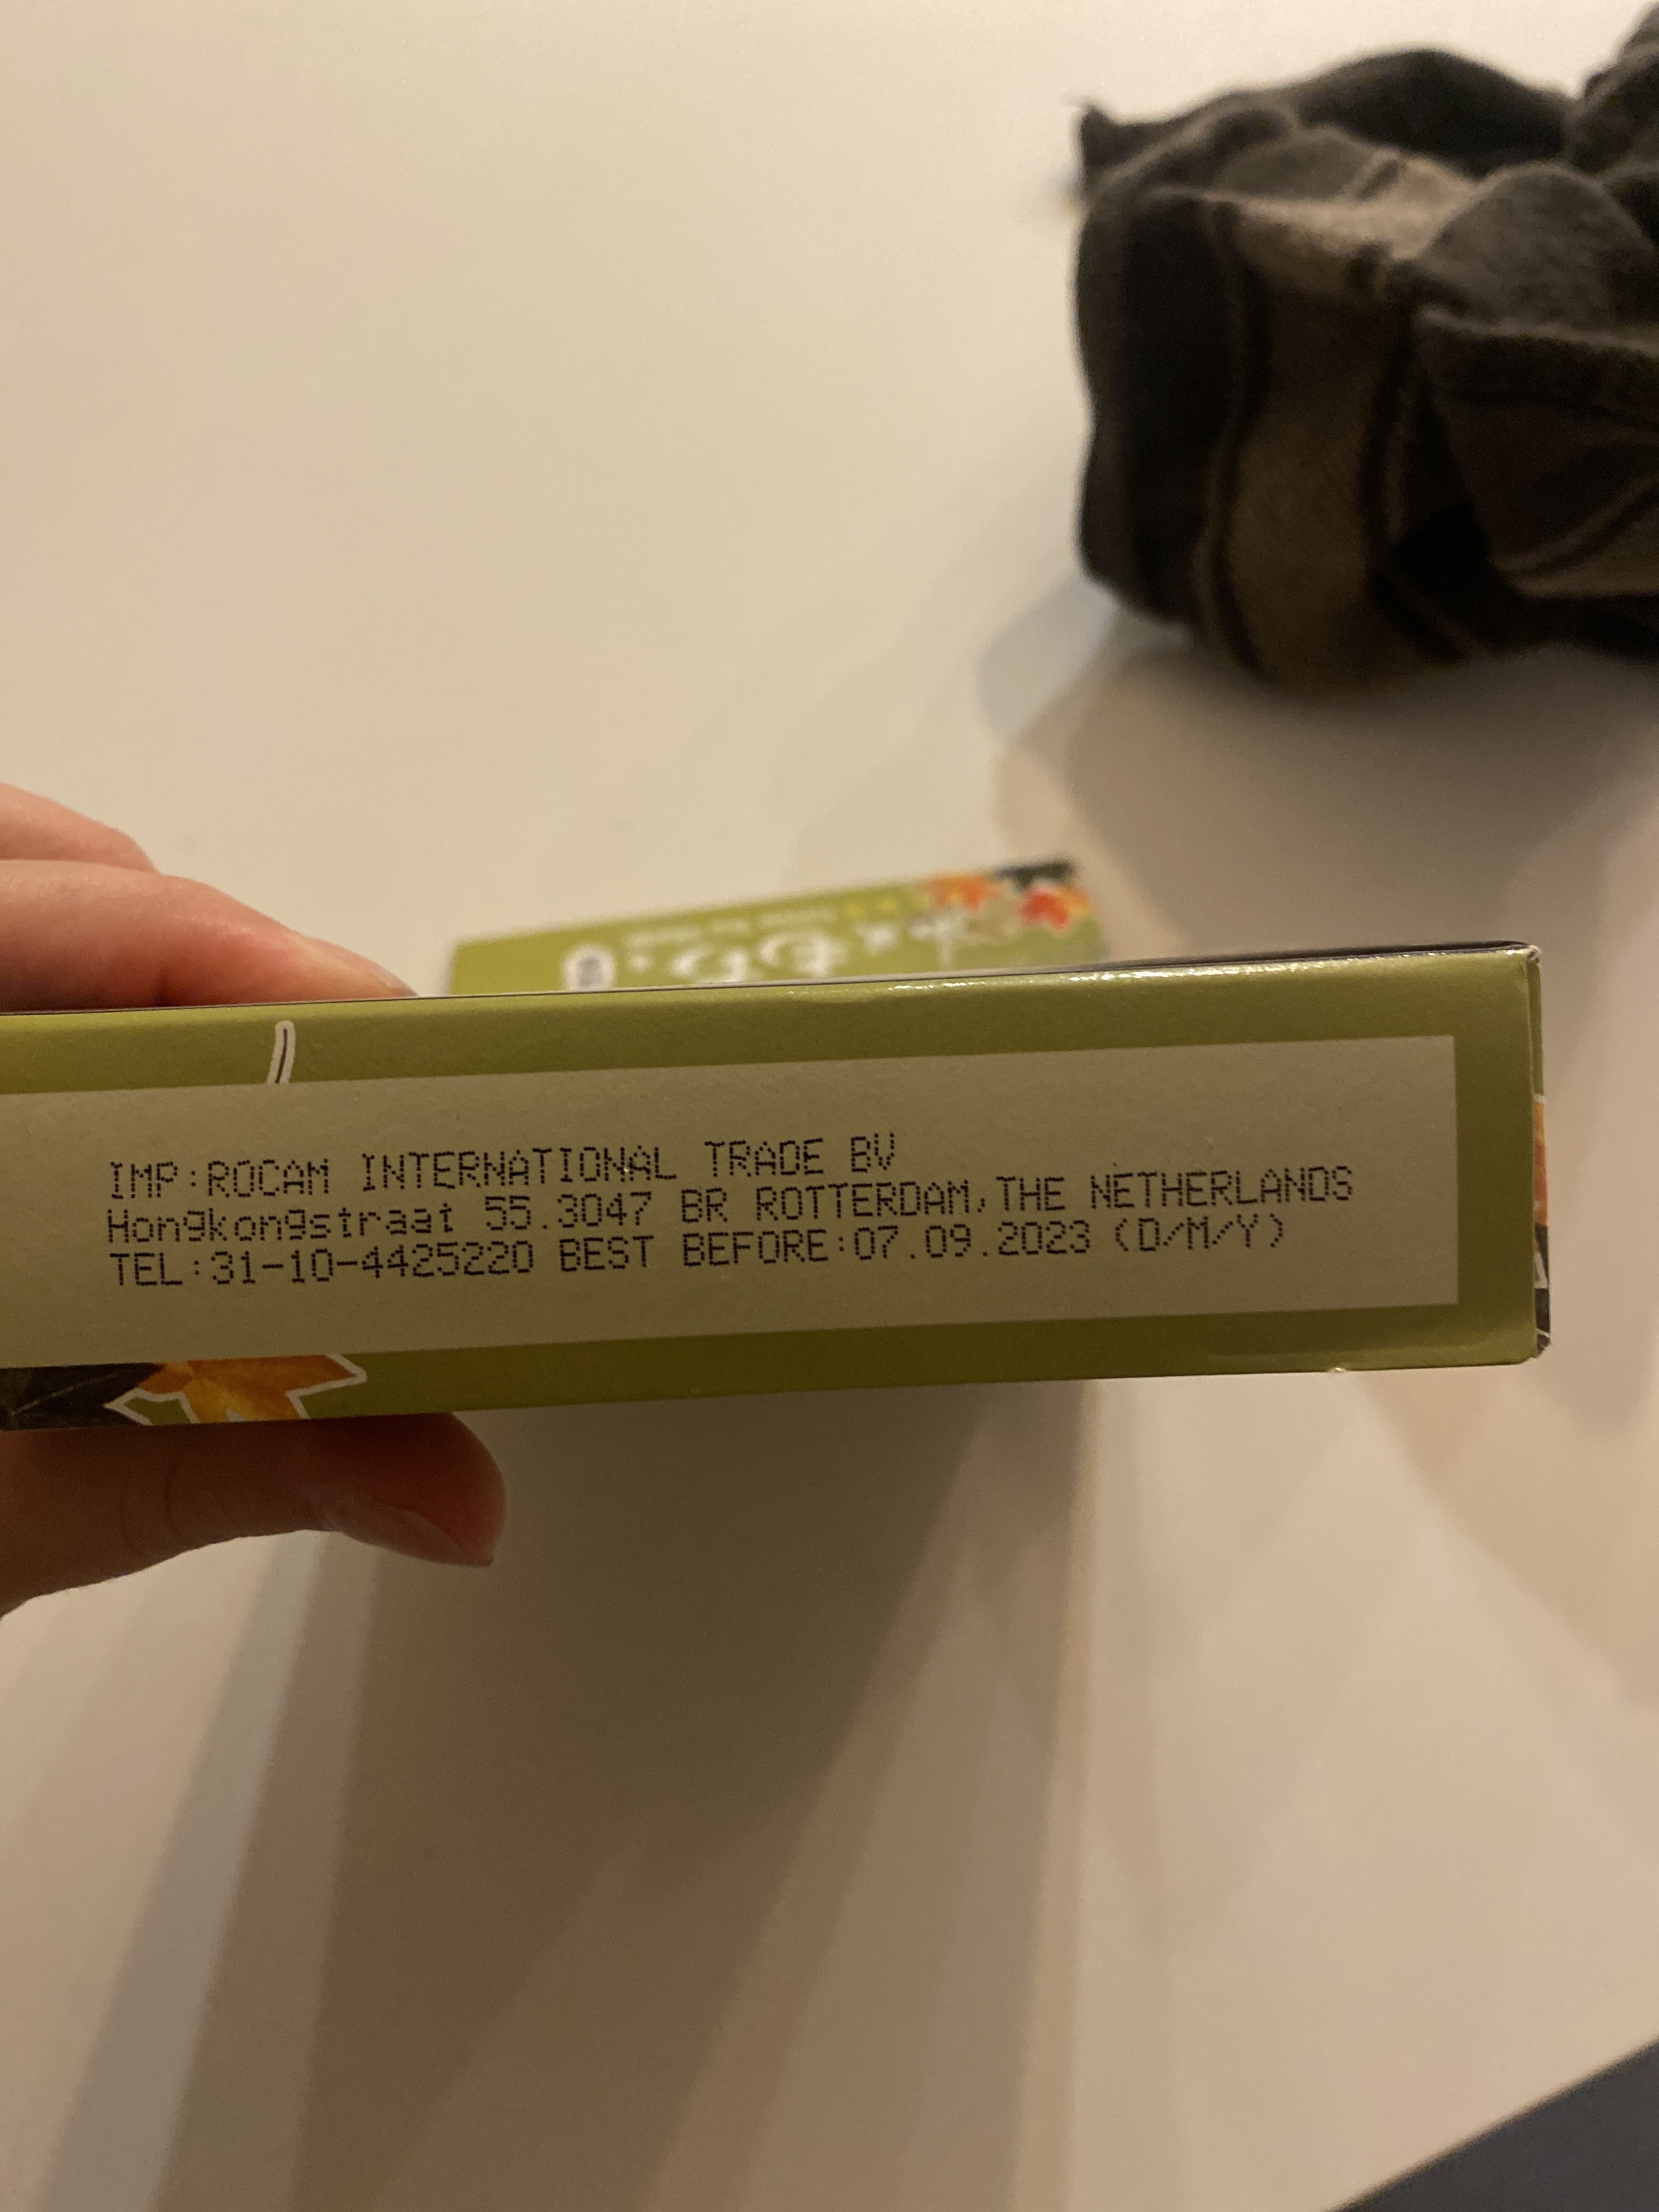 IMP:ROCAM INTERNATIONAL TRADE BV
Hongkongstraat 55.3047 BR ROTTERDAM,THE NETHERLANDS
TEL:31-10-4425220 BEST BEFORE:07.09.2023 (D/M/Y)